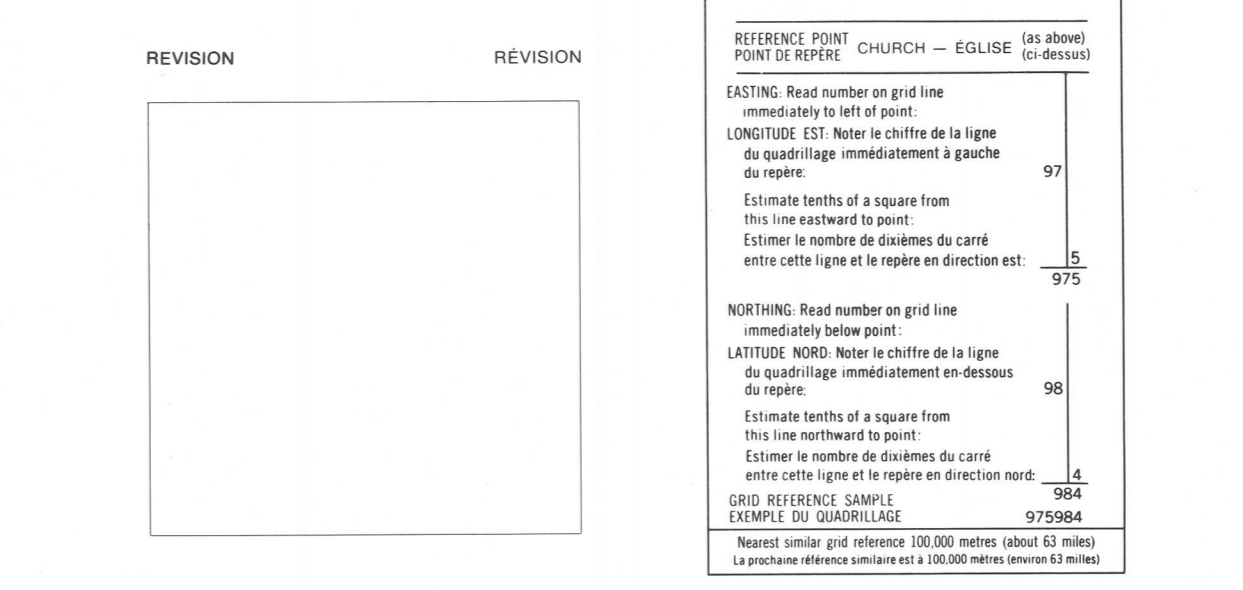 REVISION RÉVISION
REFERENCE POINT
POINT DE REPÈRE
CHURCH — ÉGLISE
(as above)
(ci-dessus)
EASTING: Read number on grid line
immediately to left of point:
LONGITUDE EST: Noter le chiffre de la ligne
du quadrillage immédiatement à gauche
du repère: 97
Estimate tenths of a square from
this line eastward to point:
Estimer le nombre de dixièmes du carré
entre cette ligne et le repère en direction est: 5
975
NORTHING: Read number on grid line
immediately below point:
LATITUDE NORD: Noter le chiffre de la ligne
du quadrillage immédiatement en-dessous
du repère: 98
Estimate tenths of a square from
this line northward to point:
Estimer le nombre de dixièmes du carré
entre cette ligne et le repère en direction nord: 4
984
GRID REFERENCE SAMPLE
EXEMPLE DU QUADRILLAGE 975984
Nearest similar grid reference 100,000 metres (about 63 miles)
La prochaine référence similaire est à 100,000 mètres (environ 63 milles)